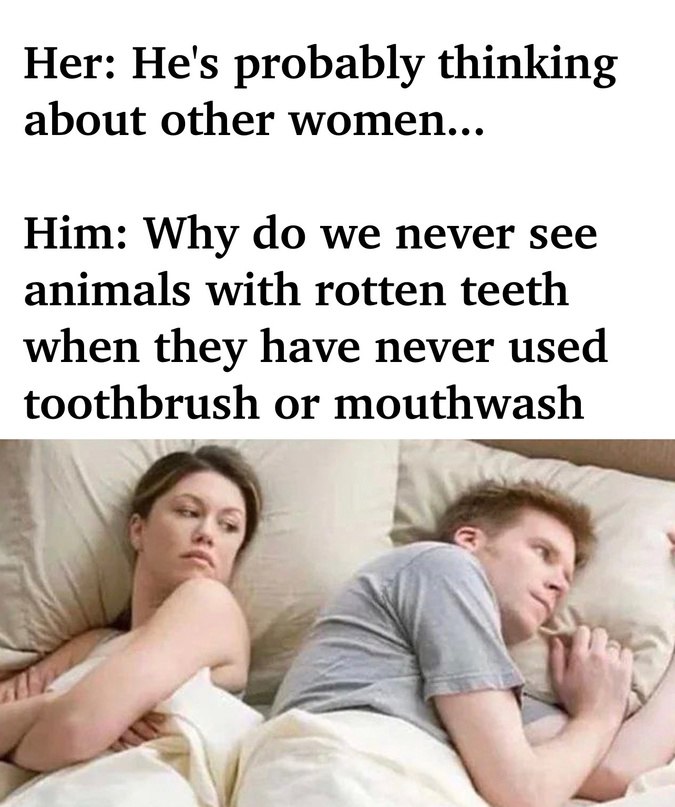 Her: He's probably thinking
about other women...
Him: Why do we never see
animals with rotten teeth
when they have never used
toothbrush or mouthwash